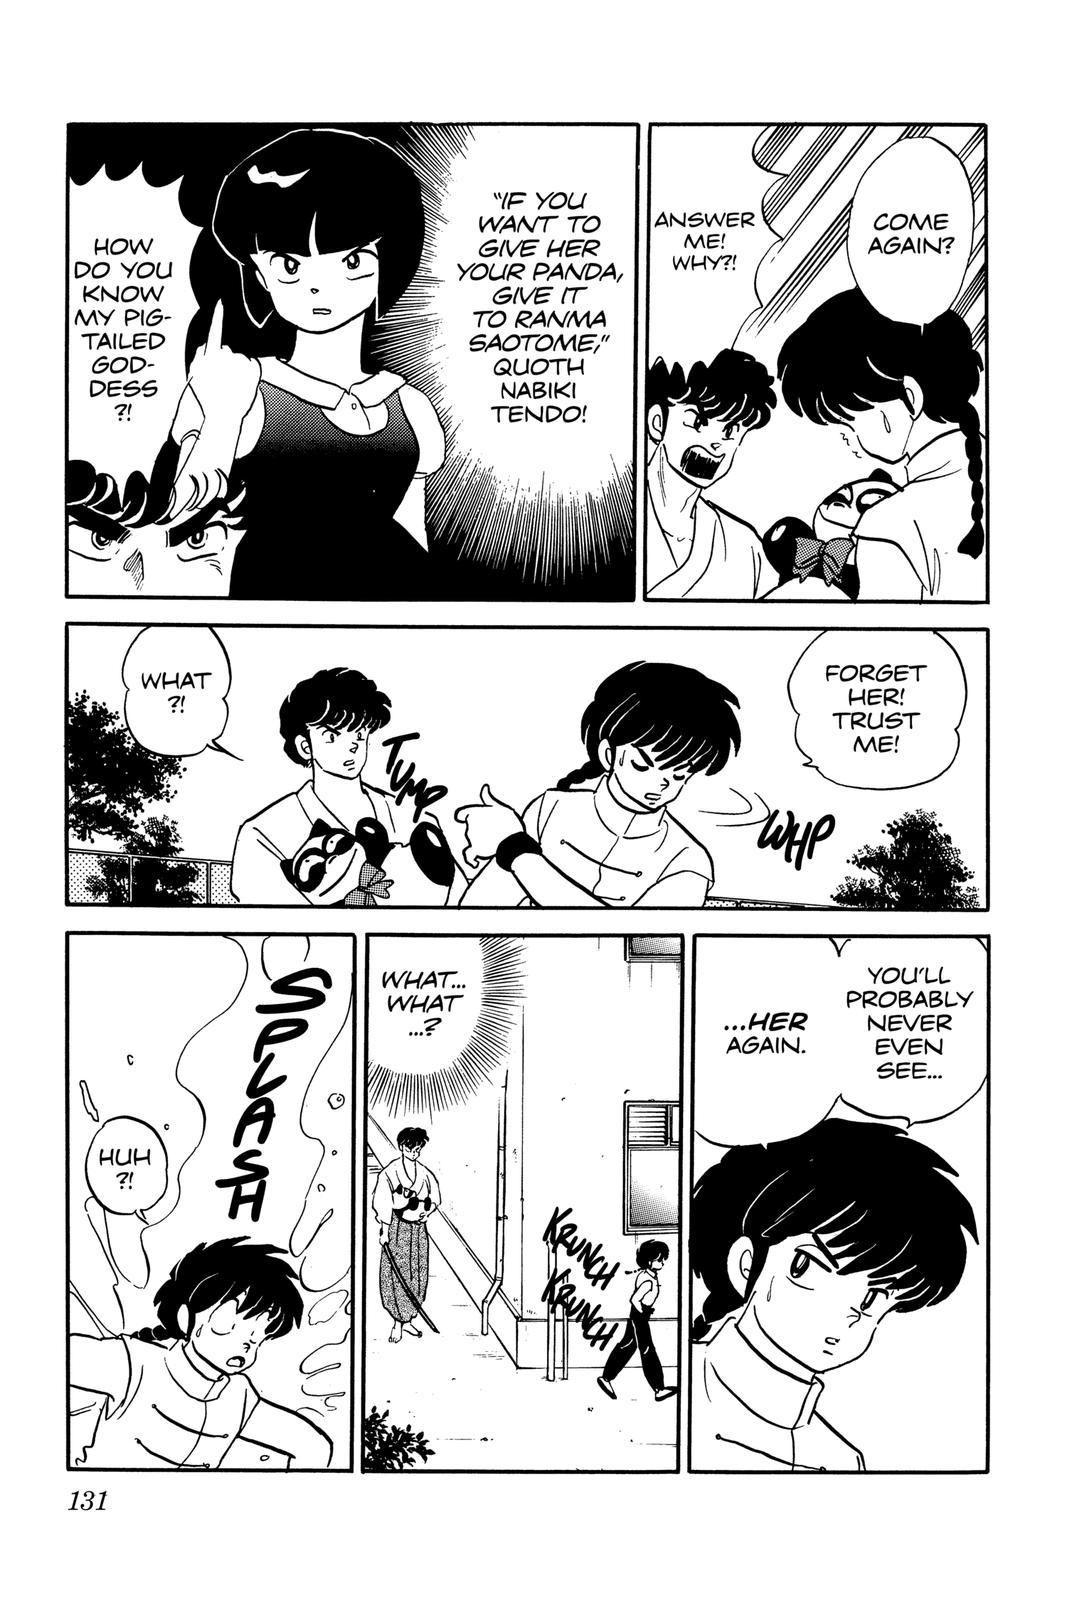 COME
AGAIN?
ANSWER
ME!
WHY?!
"IF YOU
WANT TO
GIVE HER
YOUR PANDA,
GIVE IT
TO RANMA
SAOTOME,"
QUOTH
NABIKI
TENDO!
HOW
DO YOU
KNOW
MY PIG-
TAILED
GOD-
DESS
?!
FORGET
HER!
TRUST
ME!
WHP
TUMP
WHAT
?!
YOU'LL
PROBABLY
NEVER
EVEN
SEE...
...HER
AGAIN.
WHAT...
WHAT
...?
KRUNCH
KRUNCH
SPLASH
HUH
?!
131